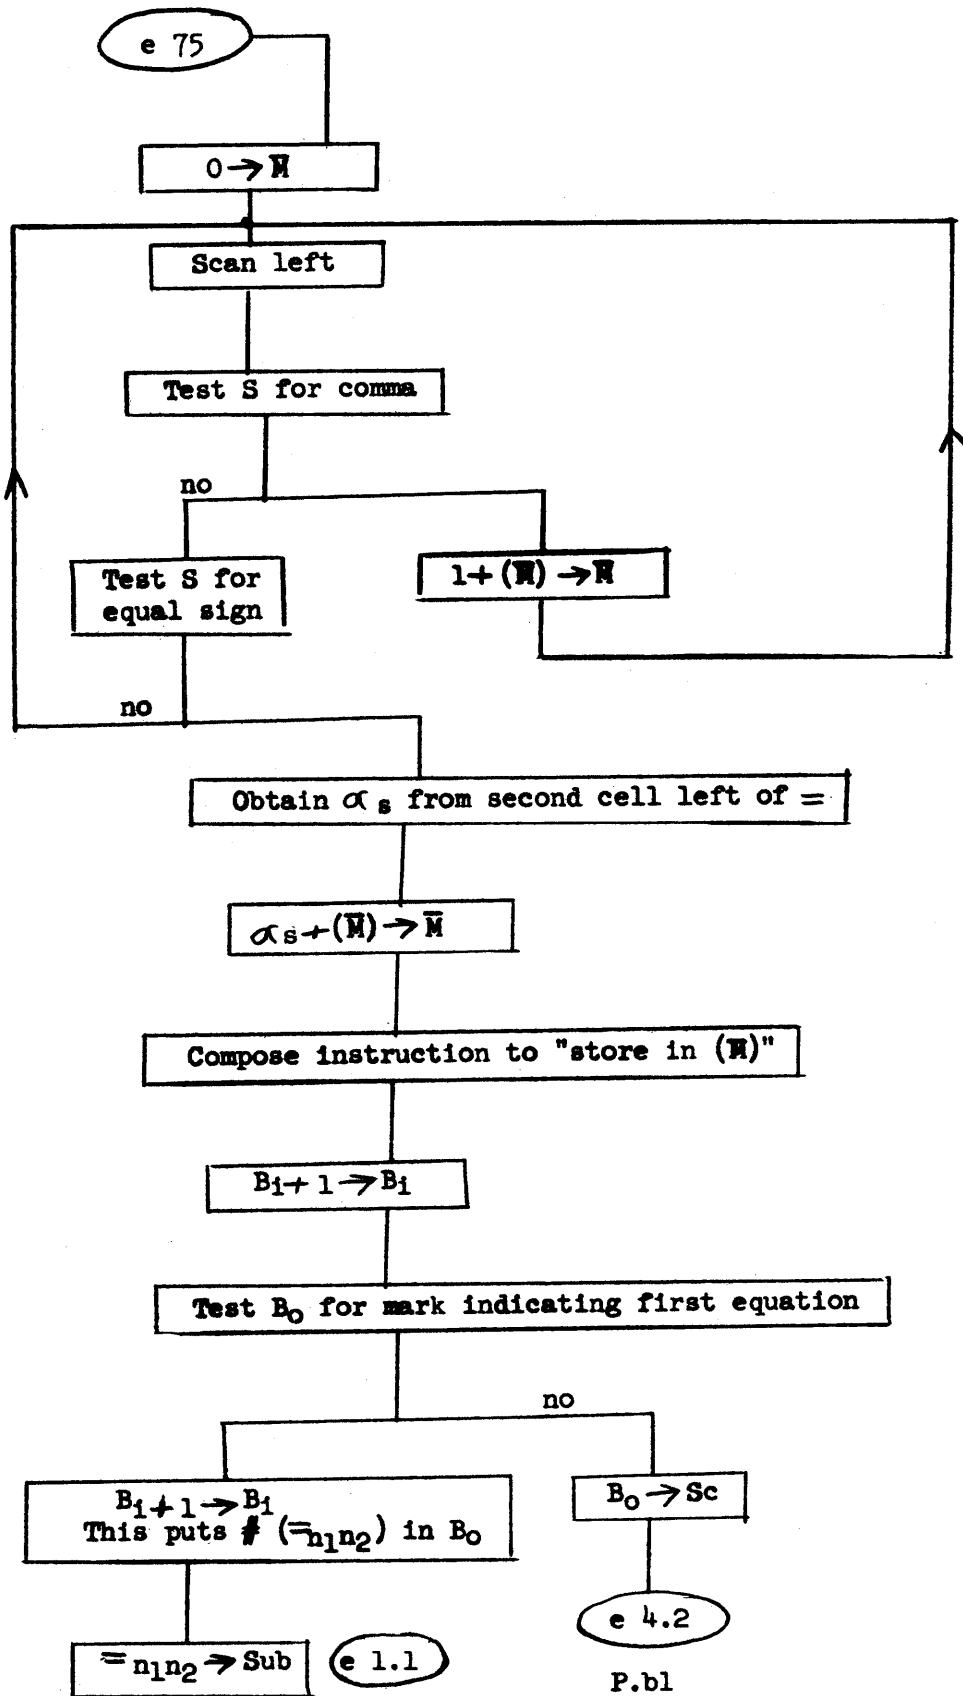 e 75
0 → M̄
Scan left
Test S for comma
no
Test S for
equal sign
1+ (M̄) → M̄
no
Obtain α s from second cell left of =
α s + (M̄) → M̄
Compose instruction to "store in (M̄)"
Bi + 1 → Bi
Test Bo for mark indicating first equation
no
Bi + 1 → Bi
This puts # (=n1n2) in Bo
Bo → Sc
= n1n2 → Sub
e 1.1
e 4.2
P.bl